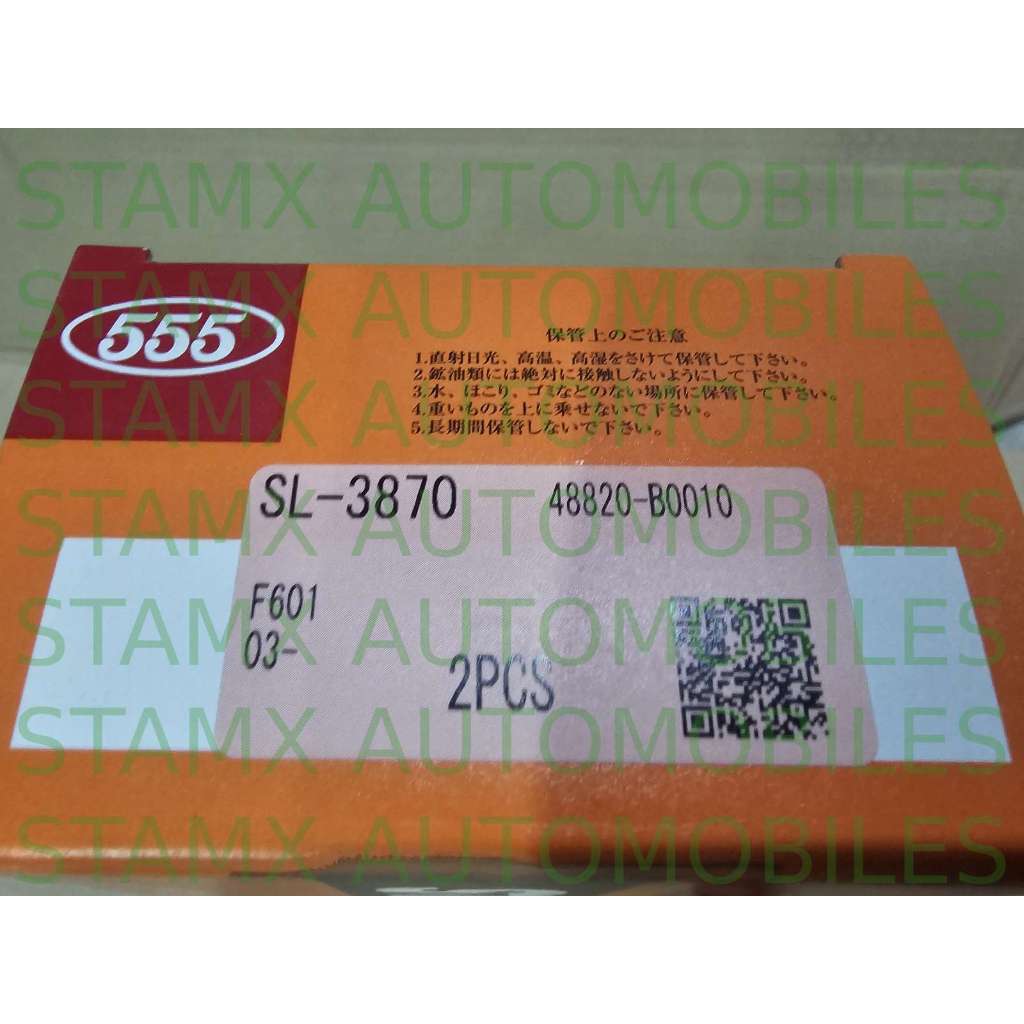 STAMX AUTOMOBILES
STAMX AUTOMOBILES
555
保管上のご注意
1.直射日光、高温、高湿をさけて保管して下さい。
2.鉱油類には絶対に接触しないようにして下さい。
3.水、ほこり、ゴミなどのない場所に保管して下さい。
4.重いものを上に乗せないで下さい。
5.長期間保管しないで下さい。
STAMX AUTOMOBILES
SL-3870 48820-B0010
STAMX AUTOMOBILES
F601
03-
STAMX AUTOMOBILES
2PCS
STAMX AUTOMOBILES
STAMX AUTOMOBILES